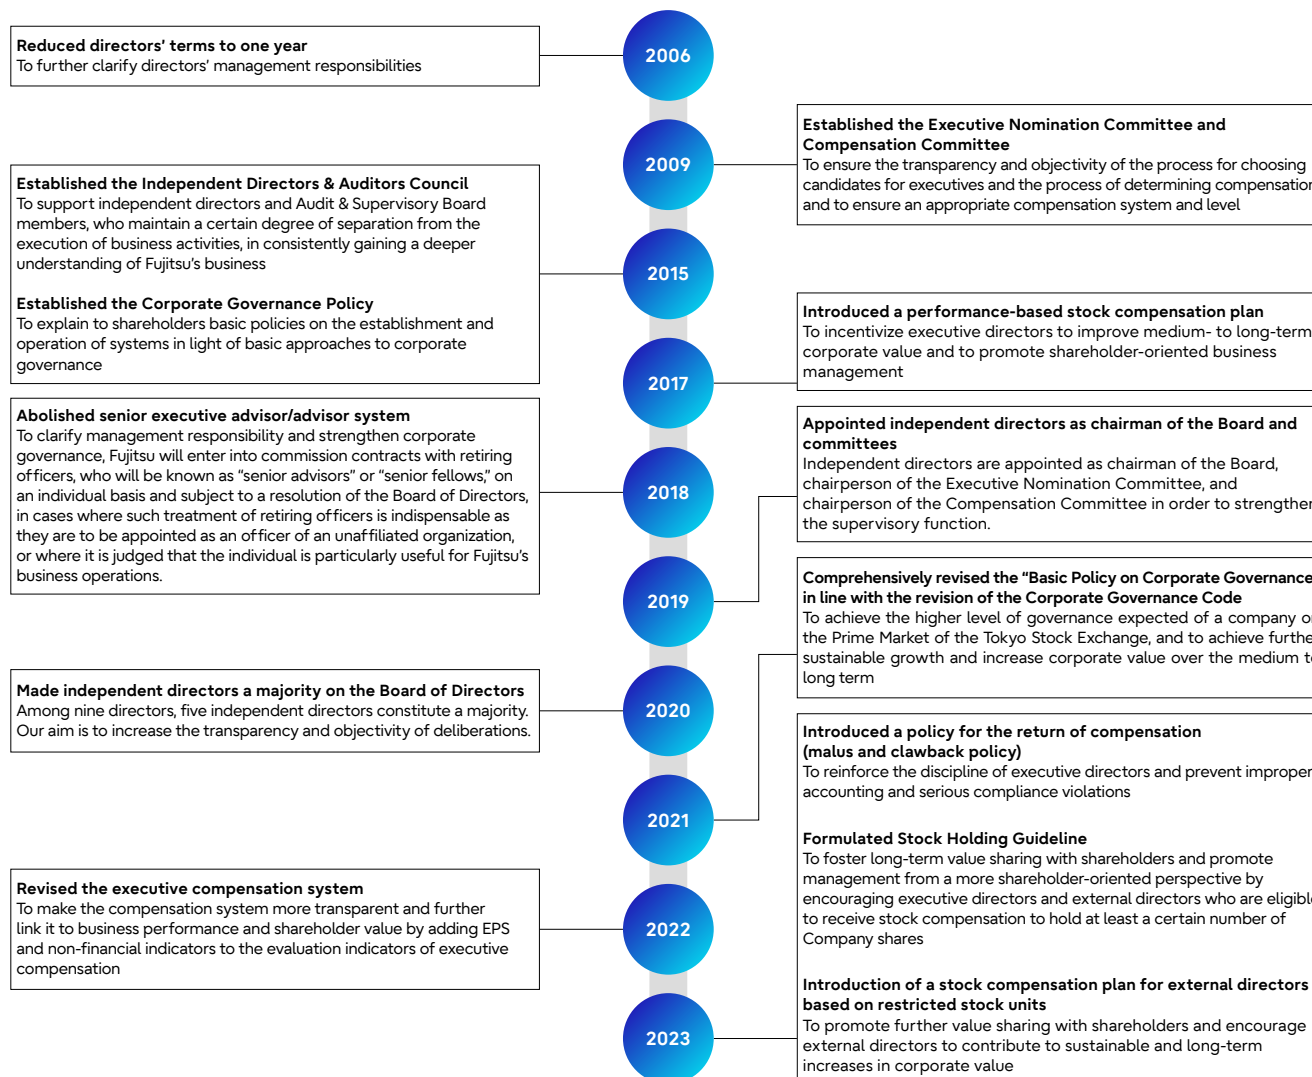 2006
Reduced directors’ terms to one year
To further clarify directors’ management responsibilities
2009
Established the Executive Nomination Committee and
Compensation Committee
To ensure the transparency and objectivity of the process for choosing
candidates for executives and the process of determining compensation
and to ensure an appropriate compensation system and level
2015
Established the Independent Directors & Auditors Council
To support independent directors and Audit & Supervisory Board
members, who maintain a certain degree of separation from the
execution of business activities, in consistently gaining a deeper
understanding of Fujitsu’s business
Established the Corporate Governance Policy
To explain to shareholders basic policies on the establishment and
operation of systems in light of basic approaches to corporate
governance
2017
Introduced a performance-based stock compensation plan
To incentivize executive directors to improve medium- to long-term
corporate value and to promote shareholder-oriented business
management
2018
Abolished senior executive advisor/advisor system
To clarify management responsibility and strengthen corporate
governance, Fujitsu will enter into commission contracts with retiring
officers, who will be known as “senior advisors” or “senior fellows,” on
an individual basis and subject to a resolution of the Board of Directors,
in cases where such treatment of retiring officers is indispensable as
they are to be appointed as an officer of an unaffiliated organization,
or where it is judged that the individual is particularly useful for Fujitsu’s
business operations.
2019
Appointed independent directors as chairman of the Board and
committees
Independent directors are appointed as chairman of the Board,
chairperson of the Executive Nomination Committee, and
chairperson of the Compensation Committee in order to strengthen
the supervisory function.
2020
Made independent directors a majority on the Board of Directors
Among nine directors, five independent directors constitute a majority.
Our aim is to increase the transparency and objectivity of deliberations.
2021
Comprehensively revised the “Basic Policy on Corporate Governance
in line with the revision of the Corporate Governance Code
To achieve the higher level of governance expected of a company
the Prime Market of the Tokyo Stock Exchange, and to achieve
sustainable growth and increase corporate value over the medium
long term
2022
Revised the executive compensation system
To make the compensation system more transparent and further
link it to business performance and shareholder value by adding EPS
and non-financial indicators to the evaluation indicators of executive
compensation
2023
Introduced a policy for the return of compensation
(malus and clawback policy)
To reinforce the discipline of executive directors and prevent improper
accounting and serious compliance violations
Formulated Stock Holding Guideline
To foster long-term value sharing with shareholders and promote
management from a more shareholder-oriented perspective by
encouraging executive directors and external directors who are eligible
to receive stock compensation to hold at least a certain number of
Company shares
Introduction of a stock compensation plan for external directors
based on restricted stock units
To promote further value sharing with shareholders and encourage
external directors to contribute to sustainable and long-term
increases in corporate value